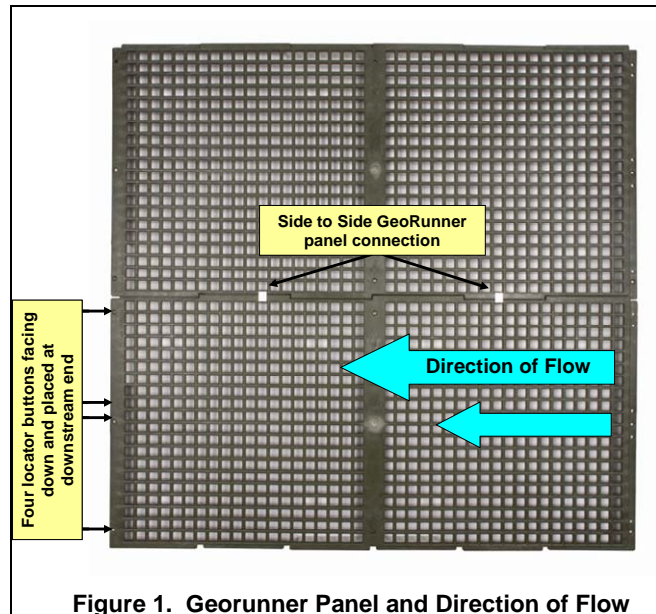 Side to Side GeoRunner
panel connection
Direction of Flow
Four locator buttons facing
down and placed at
downstream end
Figure 1.  Georunner Panel and Direction of Flow